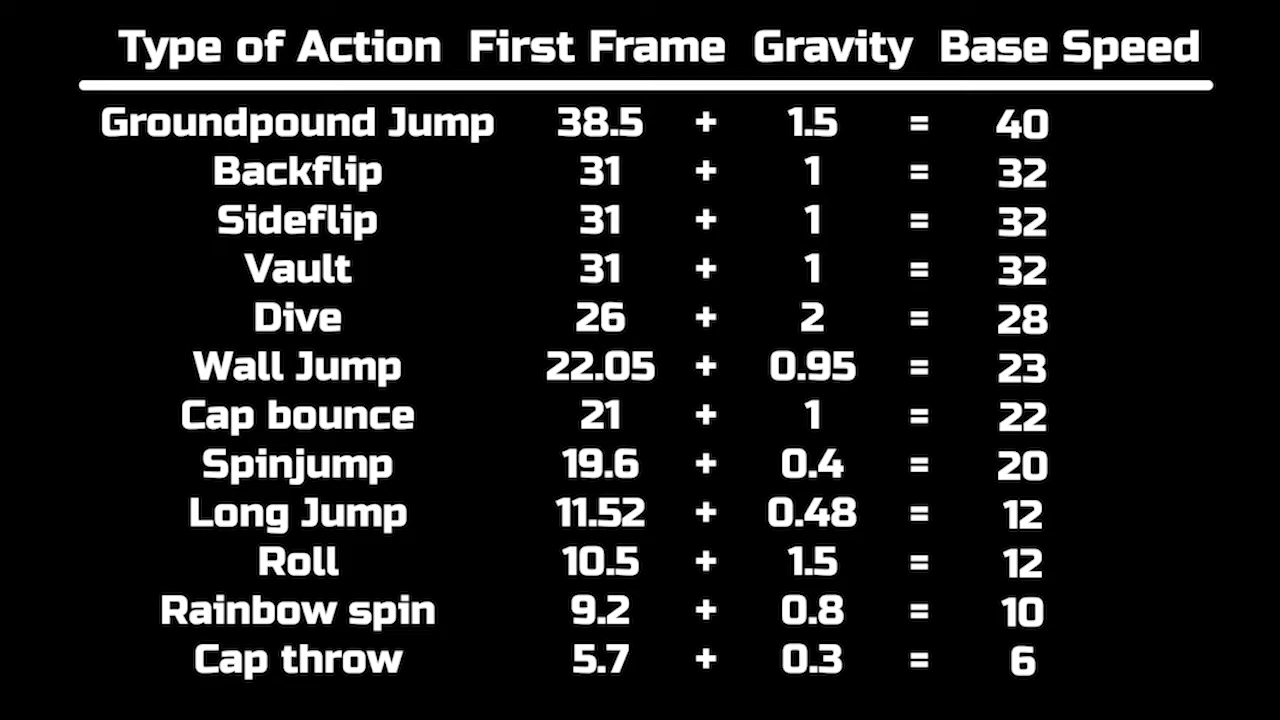 Type of Action First Frame Gravity Base Speed
Groundpound Jump 38.5 + 1.5 = 40
Backflip 31 + 1 = 32
Sideflip 31 + 1 = 32
Vault 31 + 1 = 32
Dive 26 + 2 = 28
Wall Jump 22.05 + 0.95 = 23
Cap bounce 21 + 1 = 22
Spinjump 19.6 + 0.4 = 20
Long Jump 11.52 + 0.48 = 12
Roll 10.5 + 1.5 = 12
Rainbow spin 9.2 + 0.8 = 10
Cap throw 5.7 + 0.3 = 6